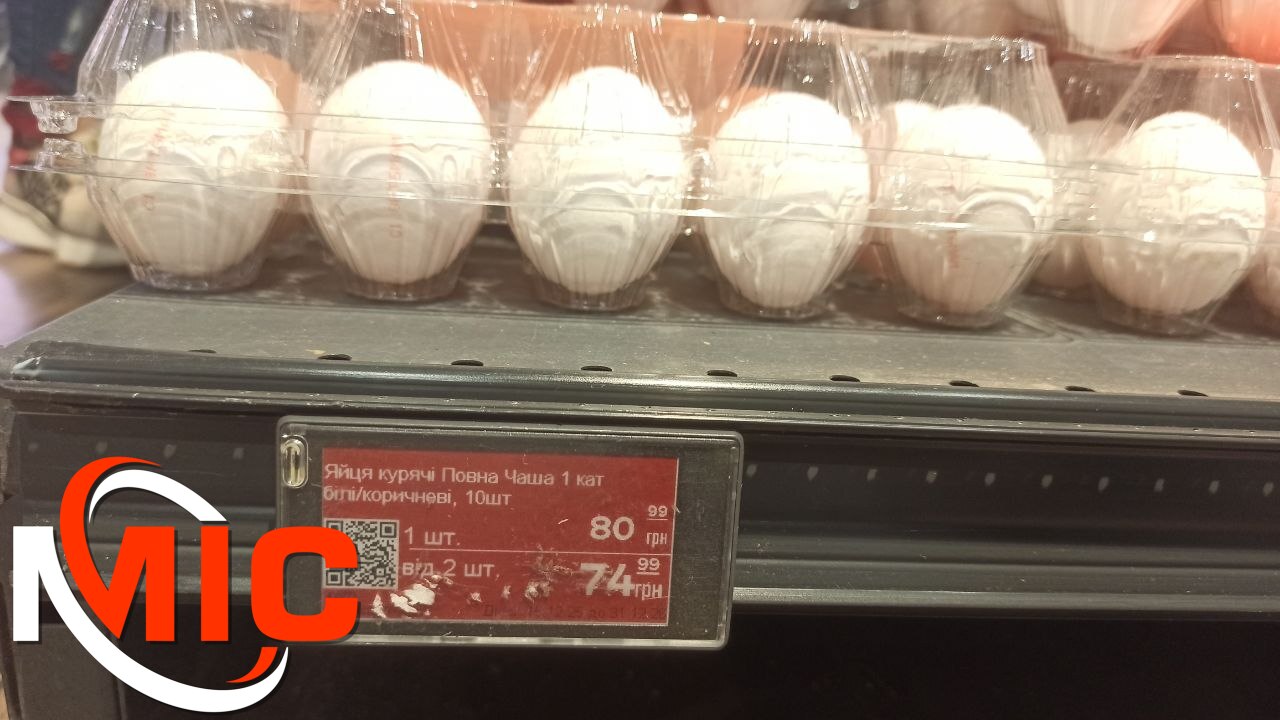 Яйця курячі Повна Чаша 1 кат
білі/коричневі, 10шт
1 шт. 80 99 грн
від 2 шт. 74 99 грн
МІС